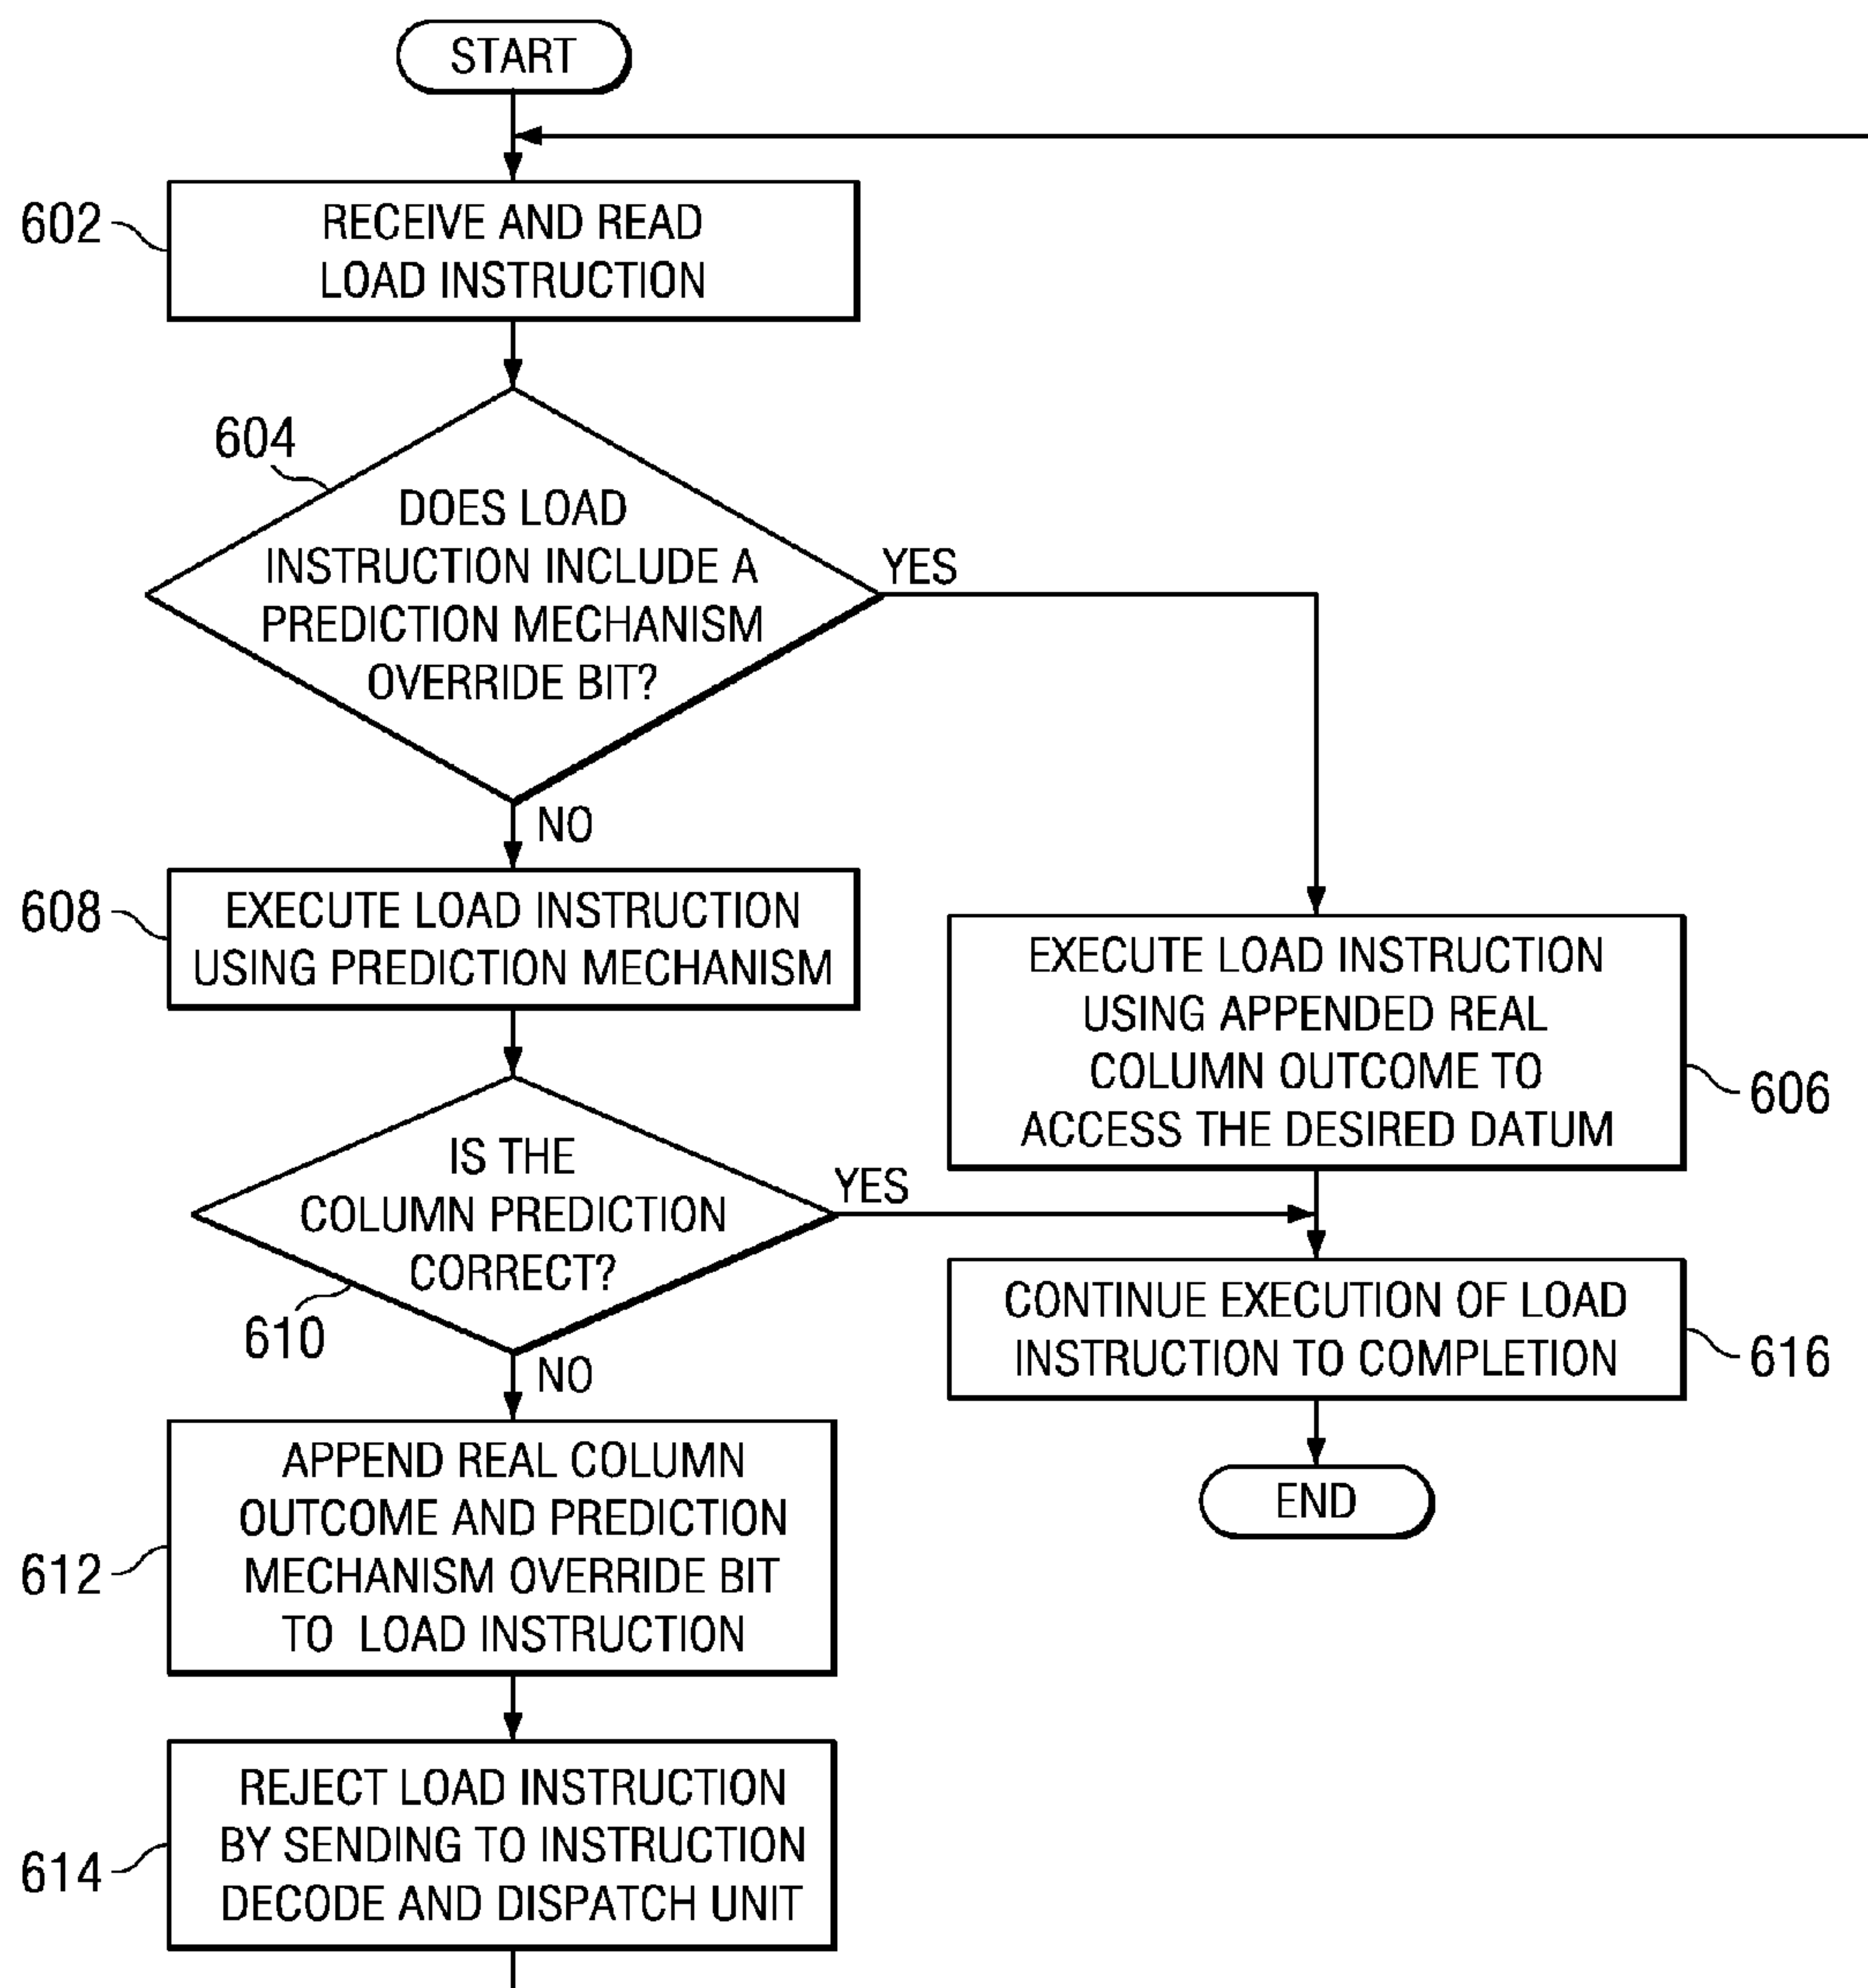 START
602
RECEIVE AND READ
LOAD INSTRUCTION
604
DOES LOAD
INSTRUCTION INCLUDE A
PREDICTION MECHANISM
OVERRIDE BIT?
YES
NO
608
EXECUTE LOAD INSTRUCTION
USING PREDICTION MECHANISM
EXECUTE LOAD INSTRUCTION
USING APPENDED REAL
COLUMN OUTCOME TO
ACCESS THE DESIRED DATUM
606
IS THE
COLUMN PREDICTION
CORRECT?
YES
610
NO
CONTINUE EXECUTION OF LOAD
INSTRUCTION TO COMPLETION
616
END
612
APPEND REAL COLUMN
OUTCOME AND PREDICTION
MECHANISM OVERRIDE BIT
TO LOAD INSTRUCTION
614
REJECT LOAD INSTRUCTION
BY SENDING TO INSTRUCTION
DECODE AND DISPATCH UNIT